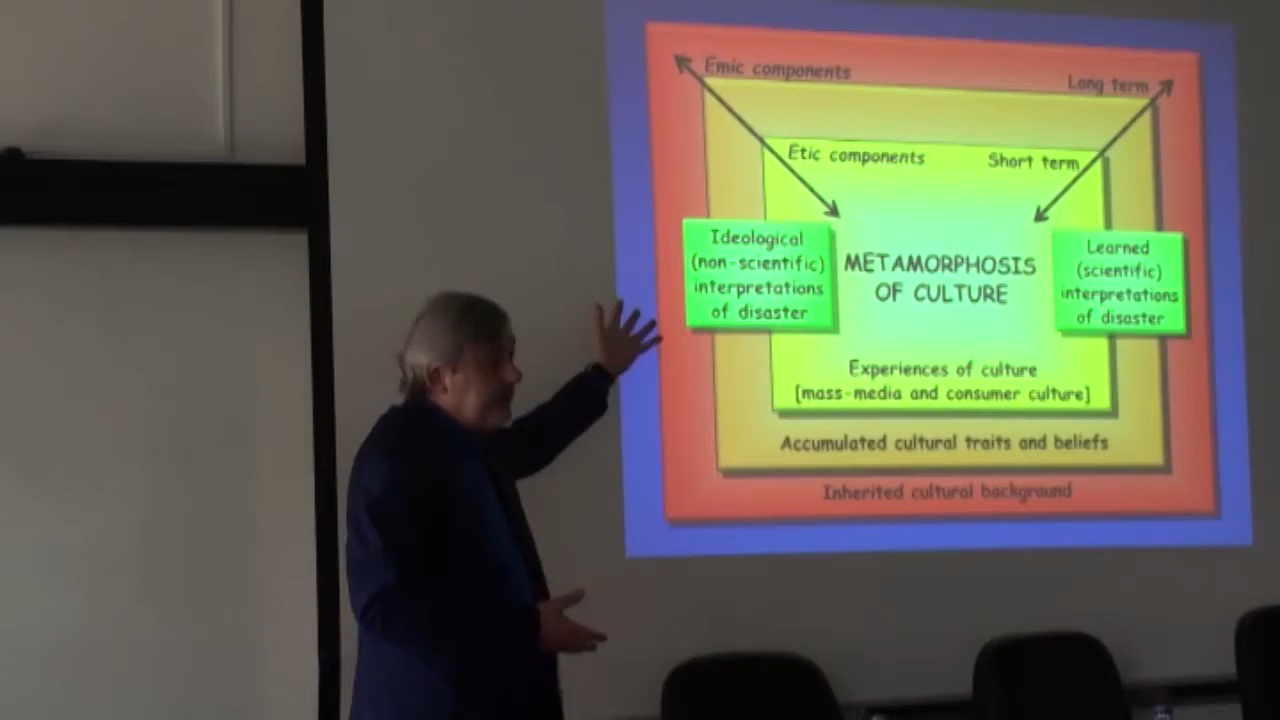 Emic components
Long term
Etic components
Short term
Ideological
(non-scientific)
interpretations
of disaster
METAMORPHOSIS
OF CULTURE
Learned
(scientific)
interpretations
of disaster
Experiences of culture
[mass-media and consumer culture]
Accumulated cultural traits and beliefs
Inherited cultural background